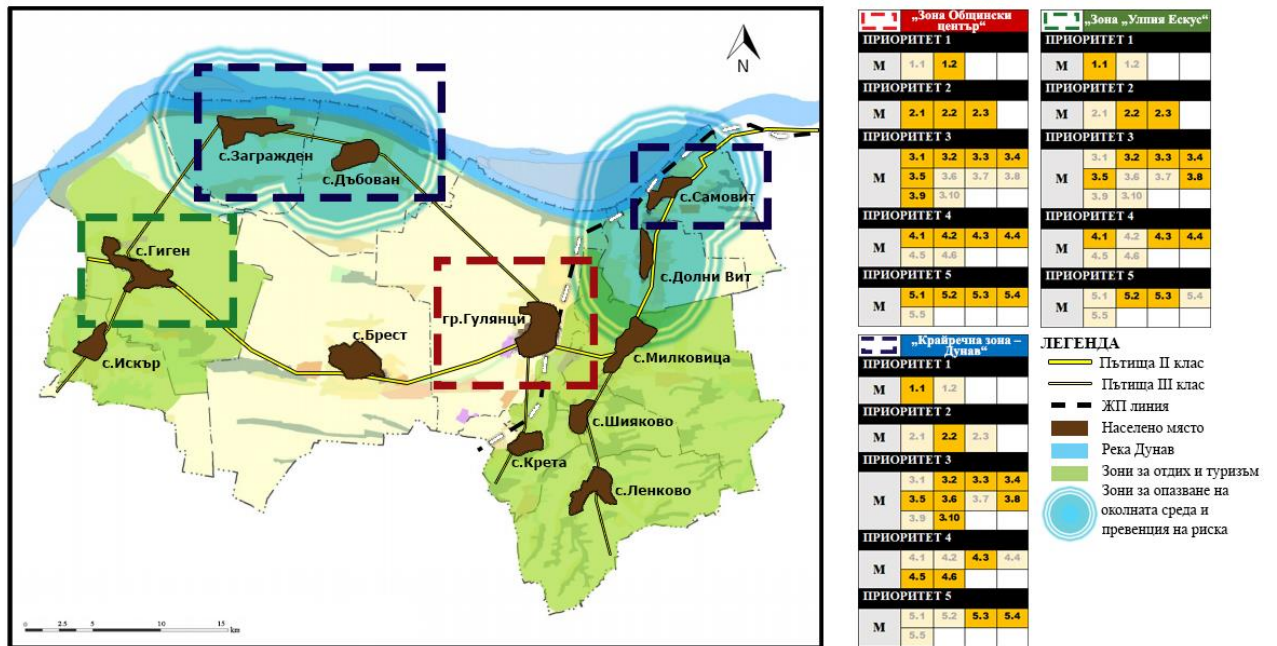 N
с.Заграждeн
с.Дъбован
с.Самовит
с.Гиген
с.Долни Вит
гр.Гулянци
с.Брест
с.Милковица
с.Искър
с.Шияково
с.Крета
с.Ленково
0 2.5 5 10 15 km
„Зона Общински
център“
ПРИОРИТЕТ 1
М 1.1 1.2
ПРИОРИТЕТ 2
М 2.1 2.2 2.3
ПРИОРИТЕТ 3
М 3.1 3.2 3.3 3.4
3.5 3.6 3.7 3.8
3.9 3.10
ПРИОРИТЕТ 4
М 4.1 4.2 4.3 4.4
4.5 4.6
ПРИОРИТЕТ 5
М 5.1 5.2 5.3 5.4
5.5
„Зона „Улпия Ескус“
ПРИОРИТЕТ 1
М 1.1 1.2
ПРИОРИТЕТ 2
М 2.1 2.2 2.3
ПРИОРИТЕТ 3
М 3.1 3.2 3.3 3.4
3.5 3.6 3.7 3.8
3.9 3.10
ПРИОРИТЕТ 4
М 4.1 4.2 4.3 4.4
4.5 4.6
ПРИОРИТЕТ 5
М 5.1 5.2 5.3 5.4
5.5
„Крайречна зона –
Дунав“
ПРИОРИТЕТ 1
М 1.1 1.2
ПРИОРИТЕТ 2
М 2.1 2.2 2.3
ПРИОРИТЕТ 3
М 3.1 3.2 3.3 3.4
3.5 3.6 3.7 3.8
3.9 3.10
ПРИОРИТЕТ 4
М 4.1 4.2 4.3 4.4
4.5 4.6
ПРИОРИТЕТ 5
М 5.1 5.2 5.3 5.4
5.5
ЛЕГЕНДА
Пътища II клас
Пътища III клас
ЖП линия
Населено място
Река Дунав
Зони за отдих и туризъм
Зони за опазване на
околната среда и
превенция на риска